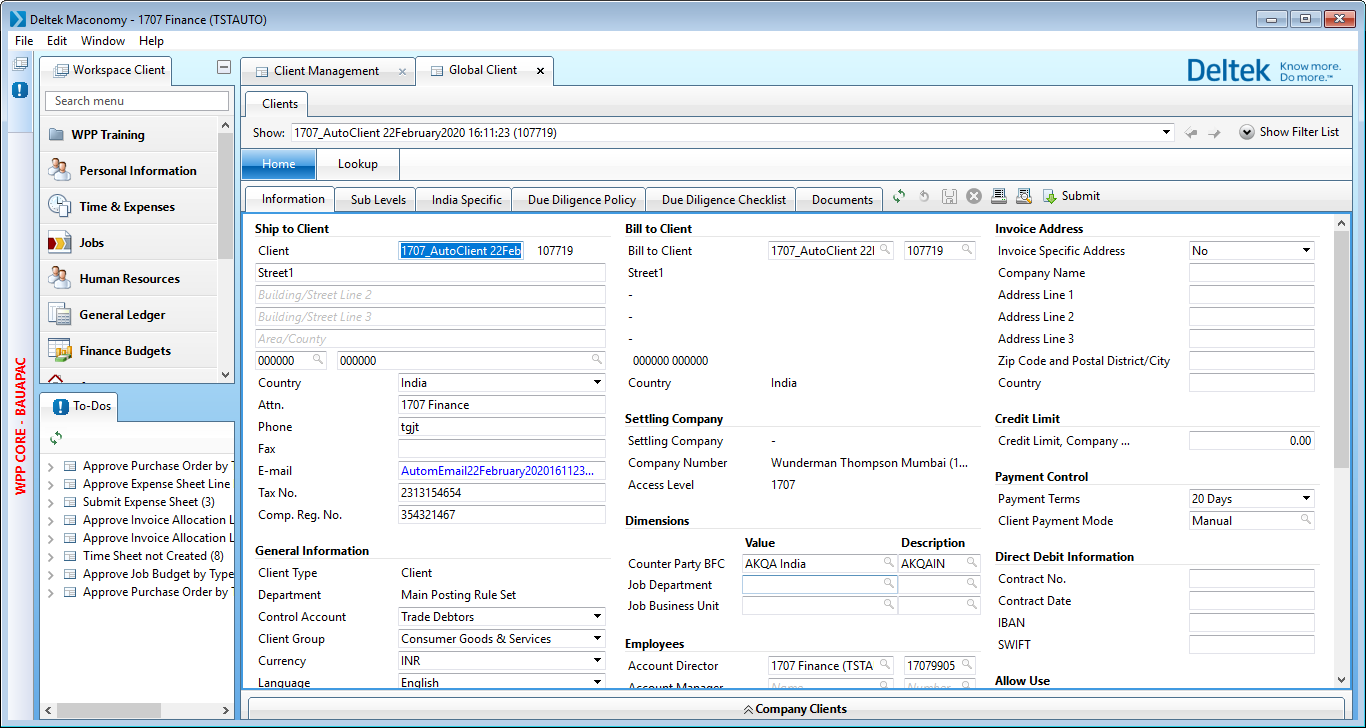 Deltek Maconomy - 1707 Finance (TSTAUTO)
File Edit Window Help
WPP CORE - BAUAPAC
Workspace Client
Search menu
WPP Training
Personal Information
Time & Expenses
Jobs
Human Resources
General Ledger
Finance Budgets
To-Dos
Approve Purchase Order by
Approve Expense Sheet Line
Submit Expense Sheet (3)
Approve Invoice Allocation L
Approve Invoice Allocation L
Time Sheet not Created (8)
Approve Job Budget by Type
Approve Purchase Order by
Client Management
Global Client
Deltek Know more. Do more.™
Clients
Show: 1707_AutoClient 22February2020 16:11:23 (107719)
Show Filter List
Home Lookup
Information Sub Levels India Specific Due Diligence Policy Due Diligence Checklist Documents Submit
Ship to Client
Client 1707_AutoClient 22Feb 107719
Street1
Building/Street Line 2
Building/Street Line 3
Area/County
000000 000000
Country India
Attn. 1707 Finance
Phone tgjt
Fax
E-mail AutomEmail22February2020161123...
Tax No. 2313154654
Comp. Reg. No. 354321467
General Information
Client Type Client
Department Main Posting Rule Set
Control Account Trade Debtors
Client Group Consumer Goods & Services
Currency INR
Language English
Bill to Client
Bill to Client 1707_AutoClient 22 107719
Street1
-
-
-
000000 000000
Country India
Settling Company
Settling Company -
Company Number Wunderman Thompson Mumbai (1...
Access Level 1707
Dimensions
Value Description
Counter Party BFC AKQA India AKQAIN
Job Department
Job Business Unit
Employees
Account Director 1707 Finance (TSTA 17079905
Account Manager Name Number
Invoice Address
Invoice Specific Address No
Company Name
Address Line 1
Address Line 2
Address Line 3
Zip Code and Postal District/City
Country
Credit Limit
Credit Limit, Company ... 0.00
Payment Control
Payment Terms 20 Days
Client Payment Mode Manual
Direct Debit Information
Contract No.
Contract Date
IBAN
SWIFT
Allow Use
Company Clients